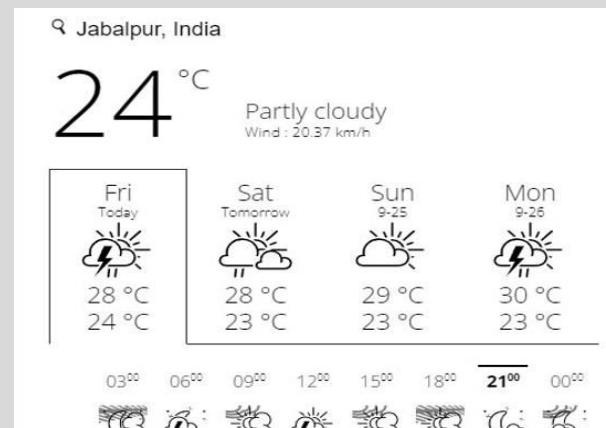 Jabalpur, India
24 °C
Partly cloudy
Wind : 20.37 km/h
Fri Sat Sun Mon
Today Tomorrow 9-25 9-26
28 °C 28 °C 29 °C 30 °C
24 °C 23 °C 23 °C 23 °C
03⁰⁰ 06⁰⁰ 09⁰⁰ 12⁰⁰ 15⁰⁰ 18⁰⁰ 21⁰⁰ 00⁰⁰